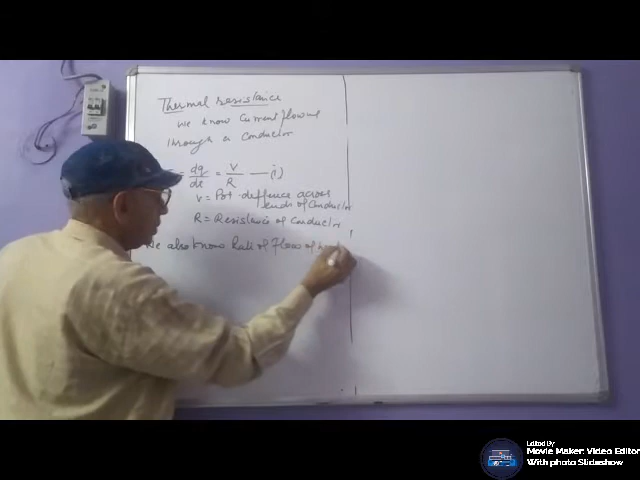 Thermal resistance
We know Current flowing
through a Conductor
= dq/dt = V/R — (i)
V = Pot. diffence across
ends of Conductor
R = Resistance of Conductor
We also know Rate of flow of
Edited By
Movie Maker: Video Editor
With photo Slideshow